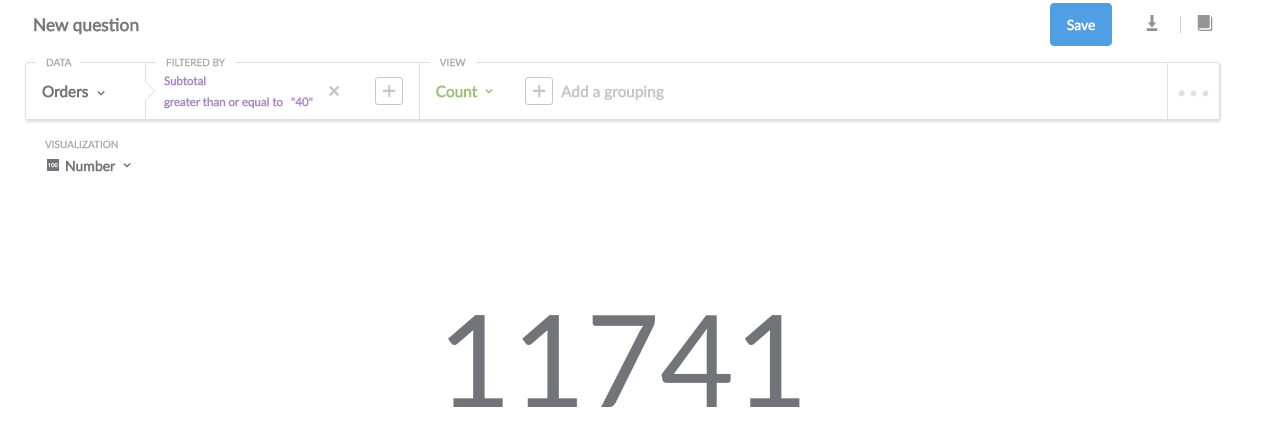 New question
Save
DATA
FILTERED BY
VIEW
Orders
Subtotal
greater than or equal to "40"
Count
Add a grouping
VISUALIZATION
100 Number
11741